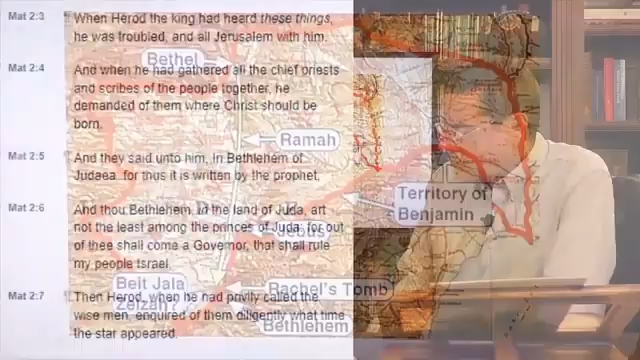 Mat 2:3 When Herod the king had heard these things,
he was troubled, and all Jerusalem with him.
Bethel
Mat 2:4 And when he had gathered all the chief priests
and scribes of the people together, he
demanded of them where Christ should be
born.
Ramah
Mat 2:5 And they said unto him, In Bethlehem of
Judaea: for thus it is written by the prophet,
Territory of
Benjamin
Mat 2:6 And thou Bethlehem, in the land of Juda, art
not the least among the princes of Juda: for out
of thee shall come a Governor, that shall rule
my people Israel.
Jebus
Beit Jala
Zelzah
Rachel's Tomb
Mat 2:7 Then Herod, when he had privily called the
wise men, enquired of them diligently what time
the star appeared.
Bethlehem